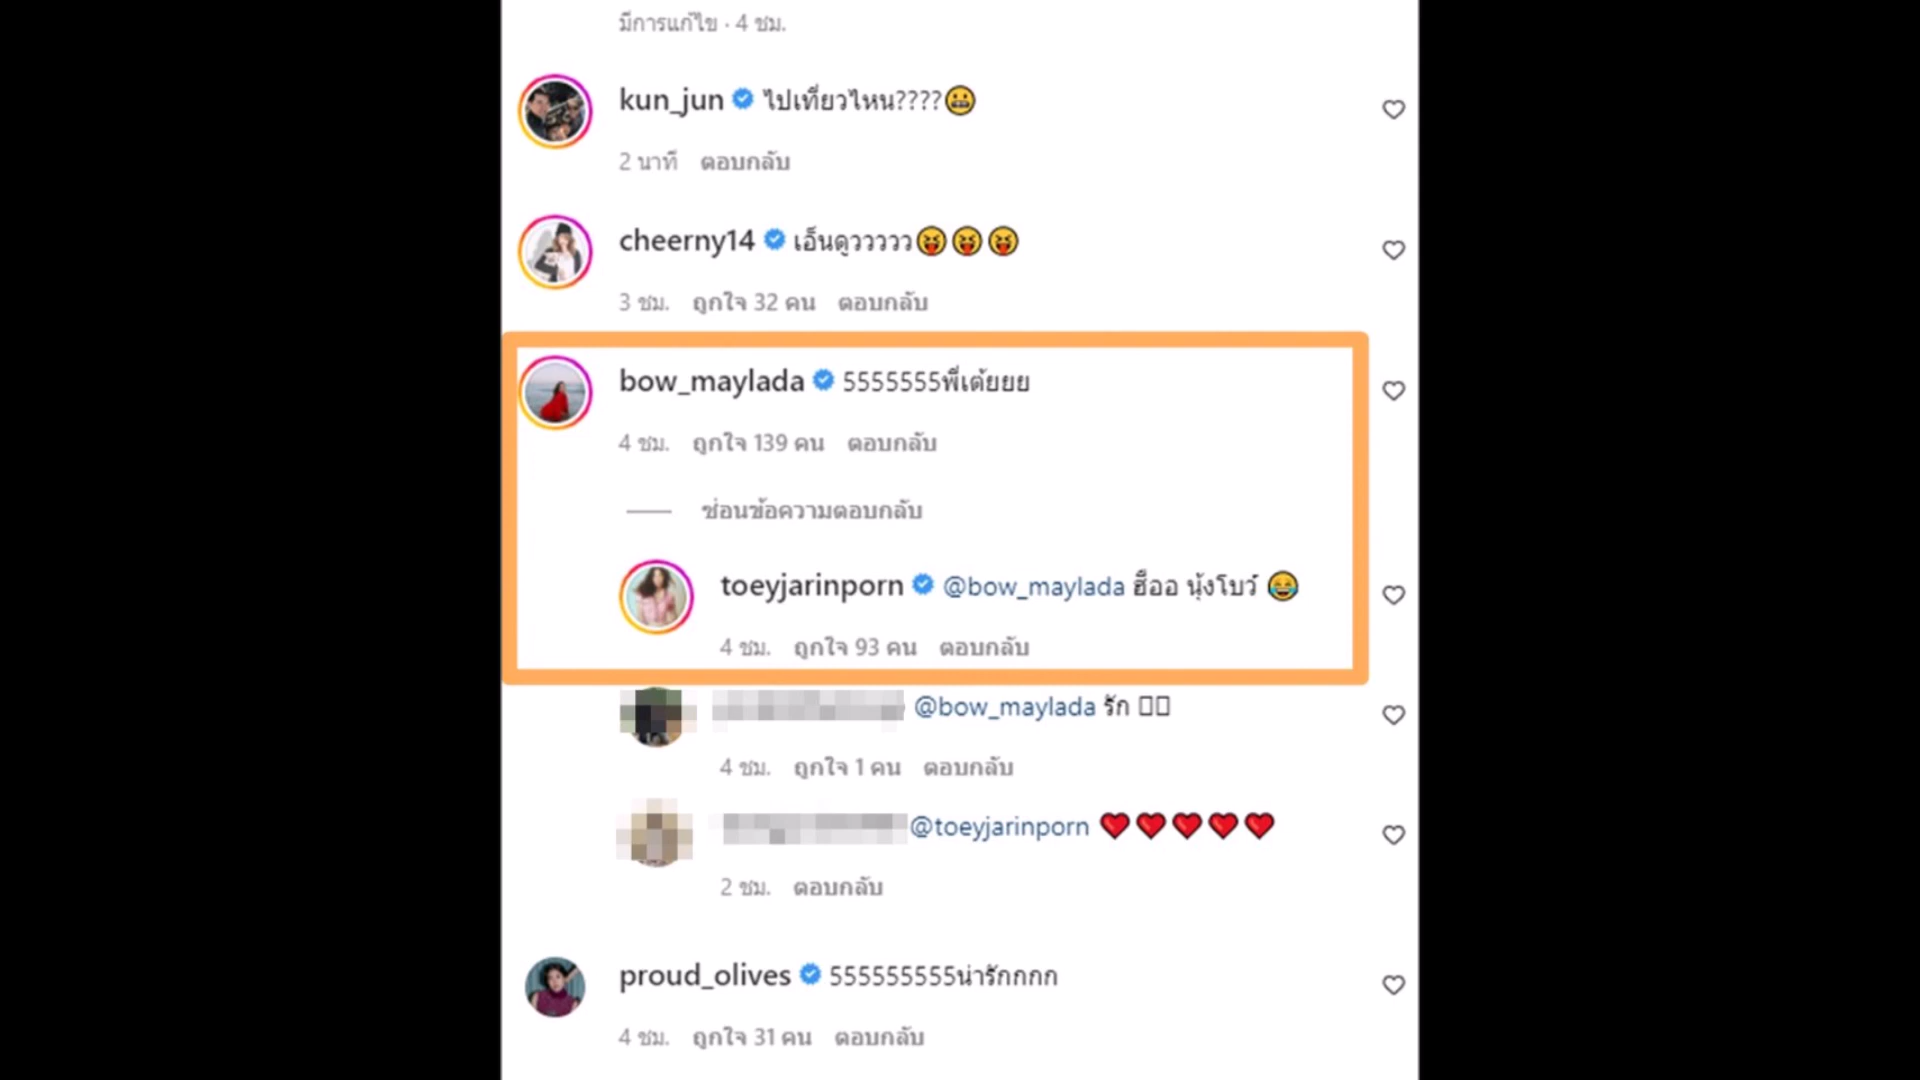 มีการแก้ไข · 4 ชม.
kun_jun ไปเที่ยวไหน????😬
2 นาที ตอบกลับ
cheerny14 เอ็นดูววววว😝😝😝
3 ชม. ถูกใจ 32 คน ตอบกลับ
bow_maylada 5555555พี่เต้ยยย
4 ชม. ถูกใจ 139 คน ตอบกลับ
ซ่อนข้อความตอบกลับ
toeyjarinporn @bow_maylada ฮื๊ออ นุ้งโบว์ 😂
4 ชม. ถูกใจ 93 คน ตอบกลับ
@bow_maylada รัก
4 ชม. ถูกใจ 1 คน ตอบกลับ
@toeyjarinporn ❤️❤️❤️❤️❤️
2 ชม. ตอบกลับ
proud_olives 555555555น่ารักกกก
4 ชม. ถูกใจ 31 คน ตอบกลับ